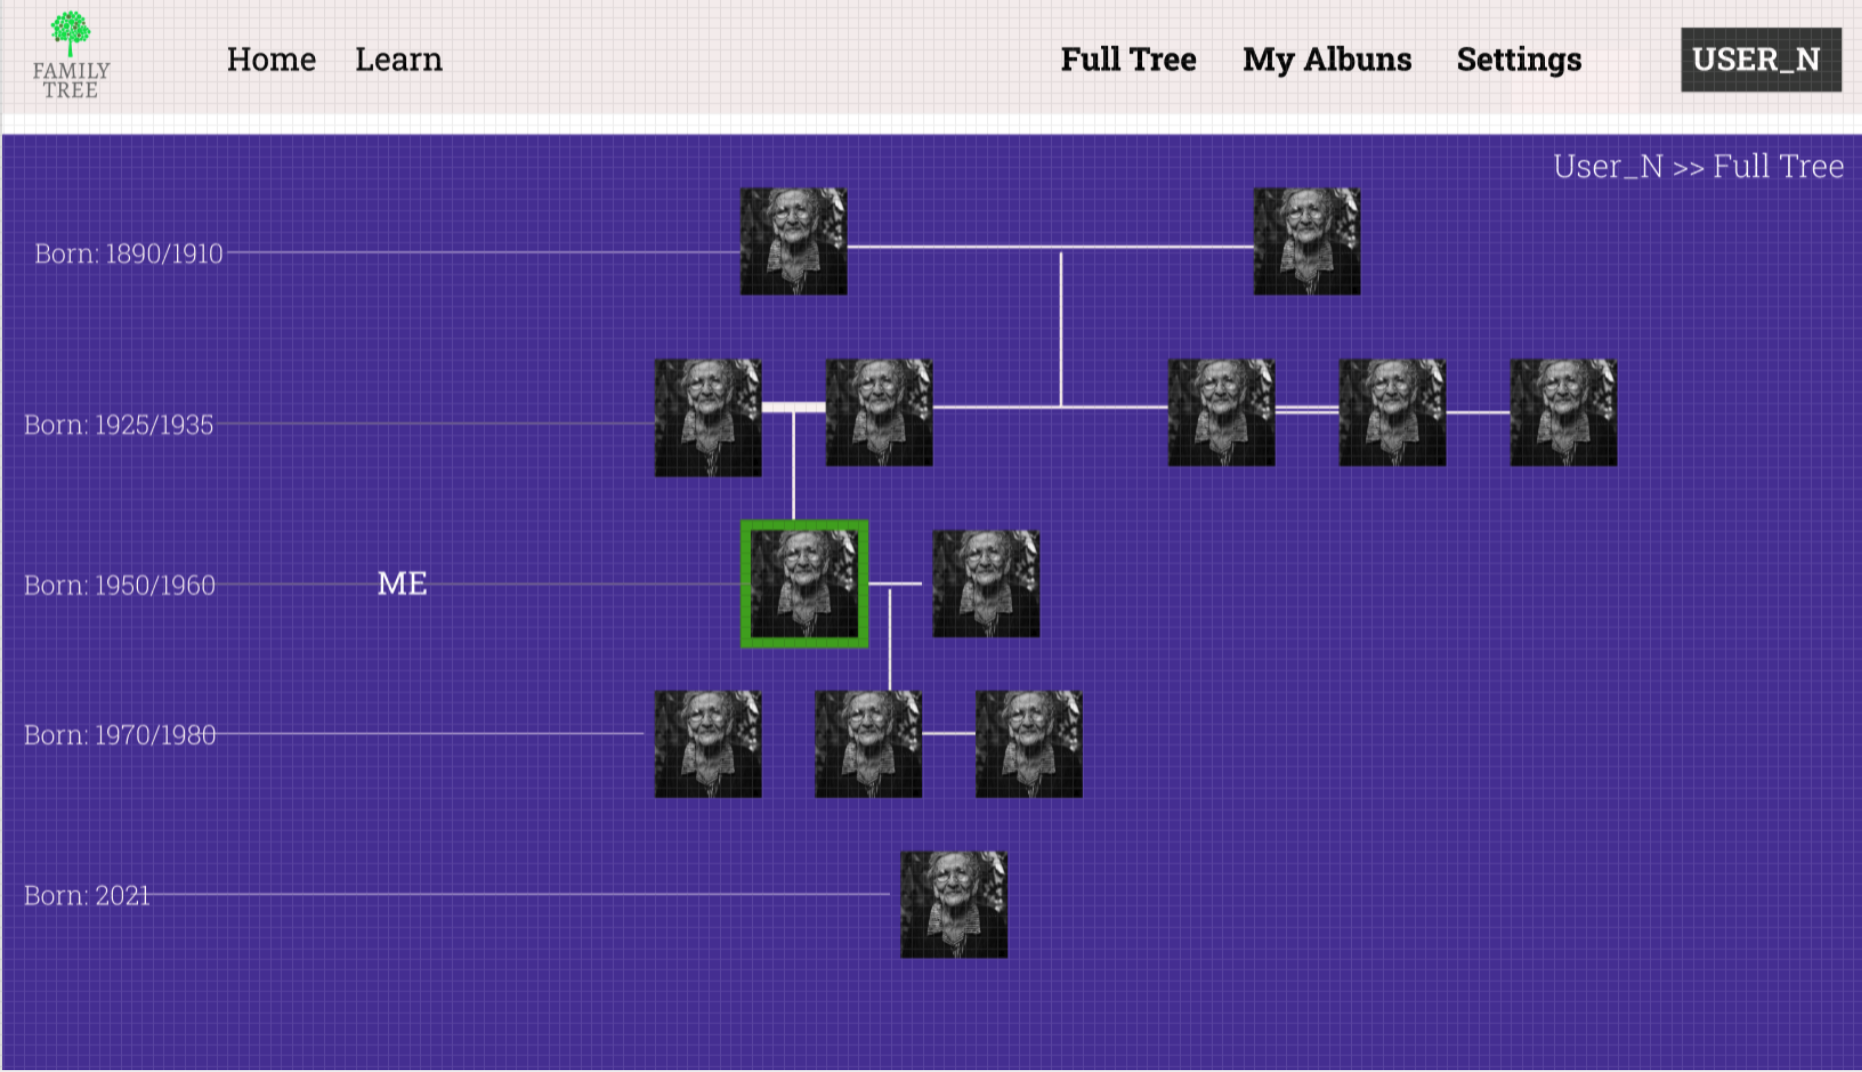 FAMILY
TREE
Home Learn Full Tree My Albuns Settings USER_N
User_N >> Full Tree
Born: 1890/1910
Born: 1925/1935
Born: 1950/1960 ME
Born: 1970/1980
Born: 2021